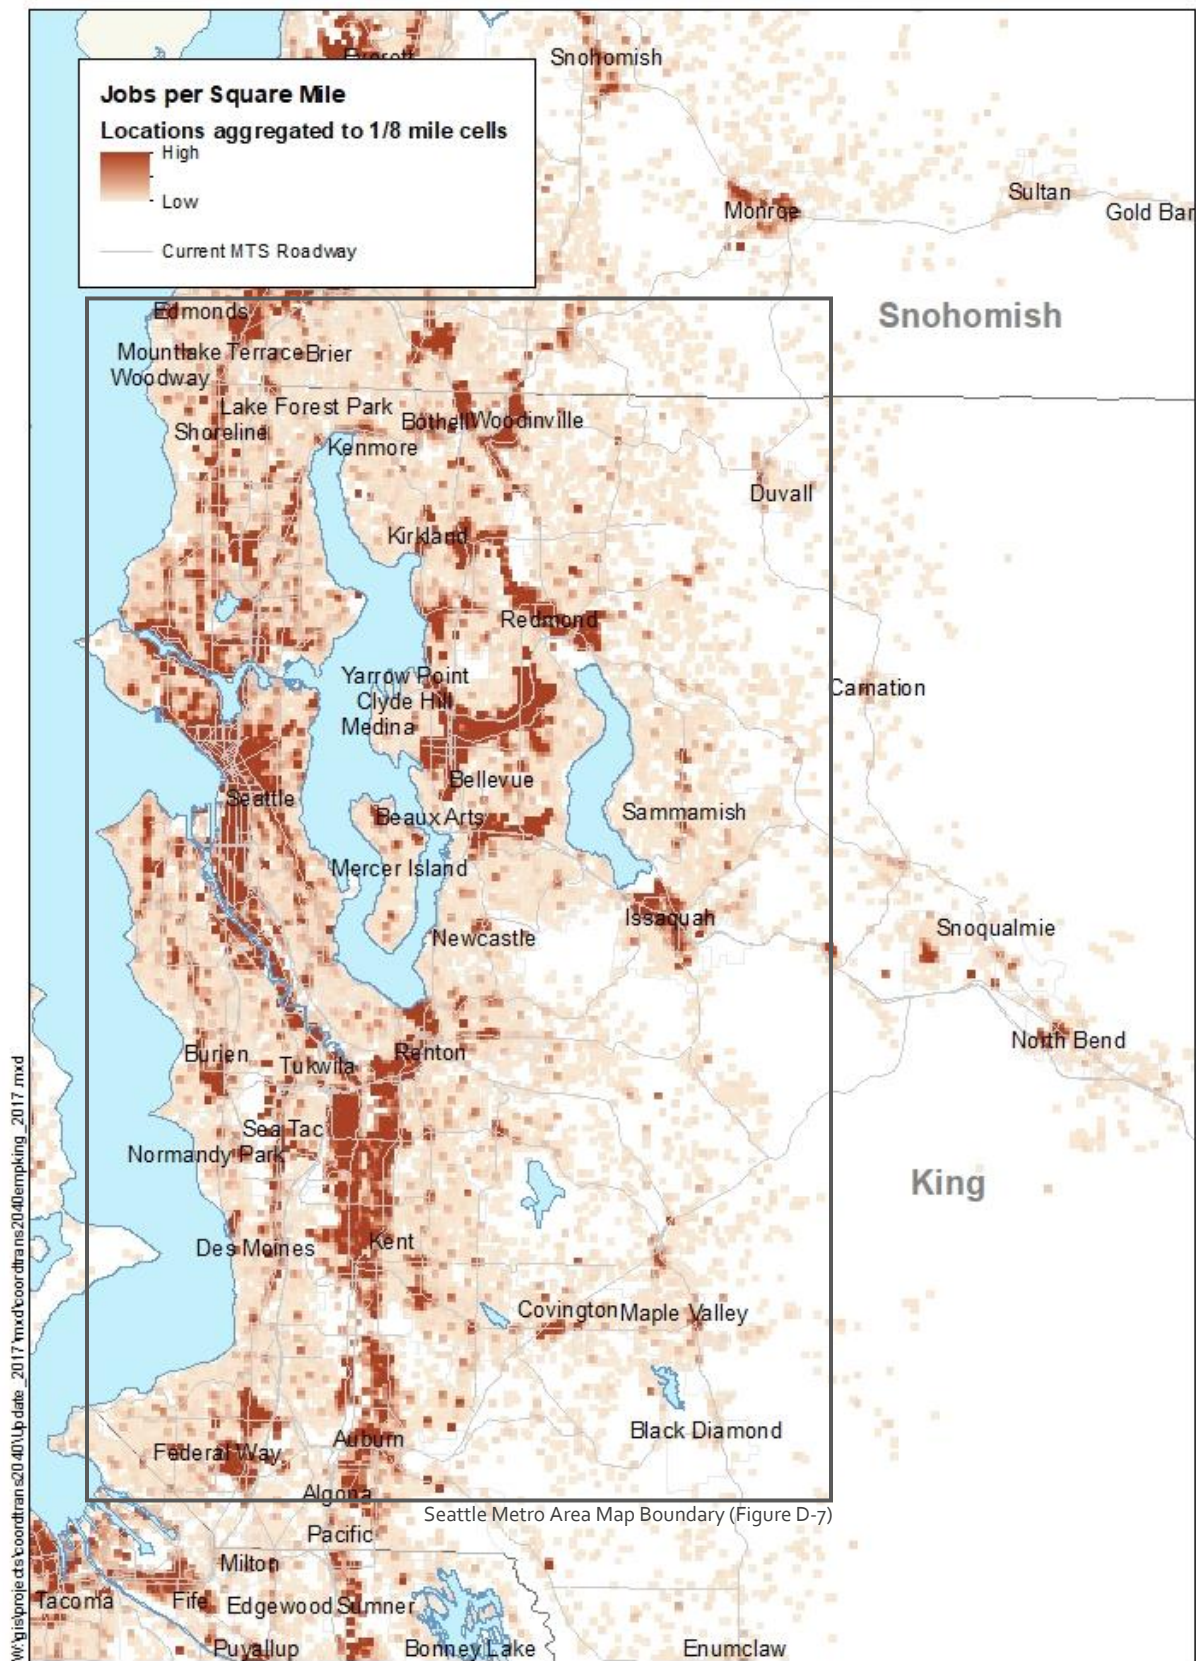 Everett
Snohomish
Jobs per Square Mile
Locations aggregated to 1/8 mile cells
High
Low
Current MTS Roadway
Monroe
Sultan
Gold Bar
Snohomish
Edmonds
Mountlake Terrace
Brier
Woodway
Lake Forest Park
Shoreline
Bothell
Woodinville
Kenmore
Duvall
Kirkland
Redmond
Yarrow Point
Clyde Hill
Medina
Carnation
Bellevue
Seattle
Beaux Arts
Sammamish
Mercer Island
Issaquah
Newcastle
Snoqualmie
North Bend
Burien
Tukwila
Renton
Sea Tac
Normandy Park
King
Des Moines
Kent
Covington
Maple Valley
Black Diamond
Federal Way
Auburn
Algona
Seattle Metro Area Map Boundary (Figure D-7)
Pacific
Milton
Tacoma
Fife
Edgewood
Sumner
Puyallup
Bonney Lake
Enumclaw
W:\gis\projects\coordtrans2040\Update_2017\mxd\coordtrans2040empking_2017.mxd